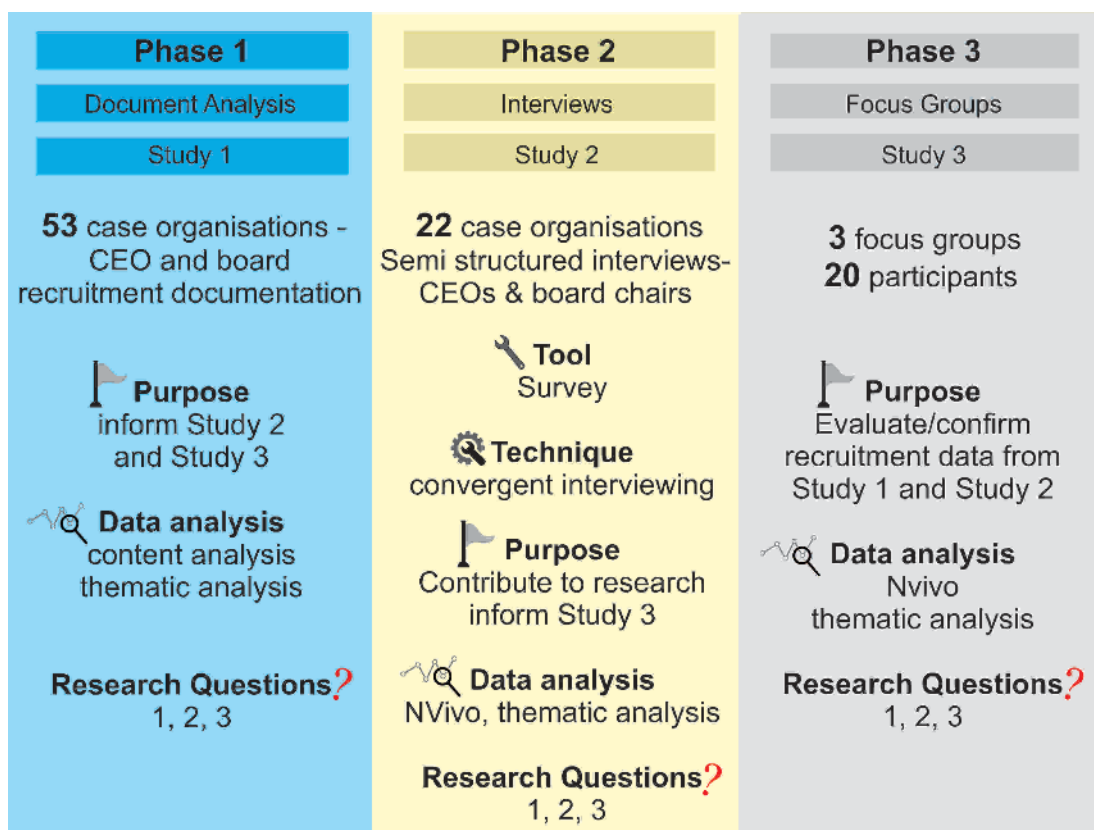 Phase 1
Document Analysis
Study 1
53 case organisations -
CEO and board
recruitment documentation
Purpose
inform Study 2
and Study 3
Data analysis
content analysis
thematic analysis
Research Questions?
1, 2, 3
Phase 2
Interviews
Study 2
22 case organisations
Semi structured interviews-
CEOs & board chairs
Tool
Survey
Technique
convergent interviewing
Purpose
Contribute to research
inform Study 3
Data analysis
NVivo, thematic analysis
Research Questions?
1, 2, 3
Phase 3
Focus Groups
Study 3
3 focus groups
20 participants
Purpose
Evaluate/confirm
recruitment data from
Study 1 and Study 2
Data analysis
Nvivo
thematic analysis
Research Questions?
1, 2, 3